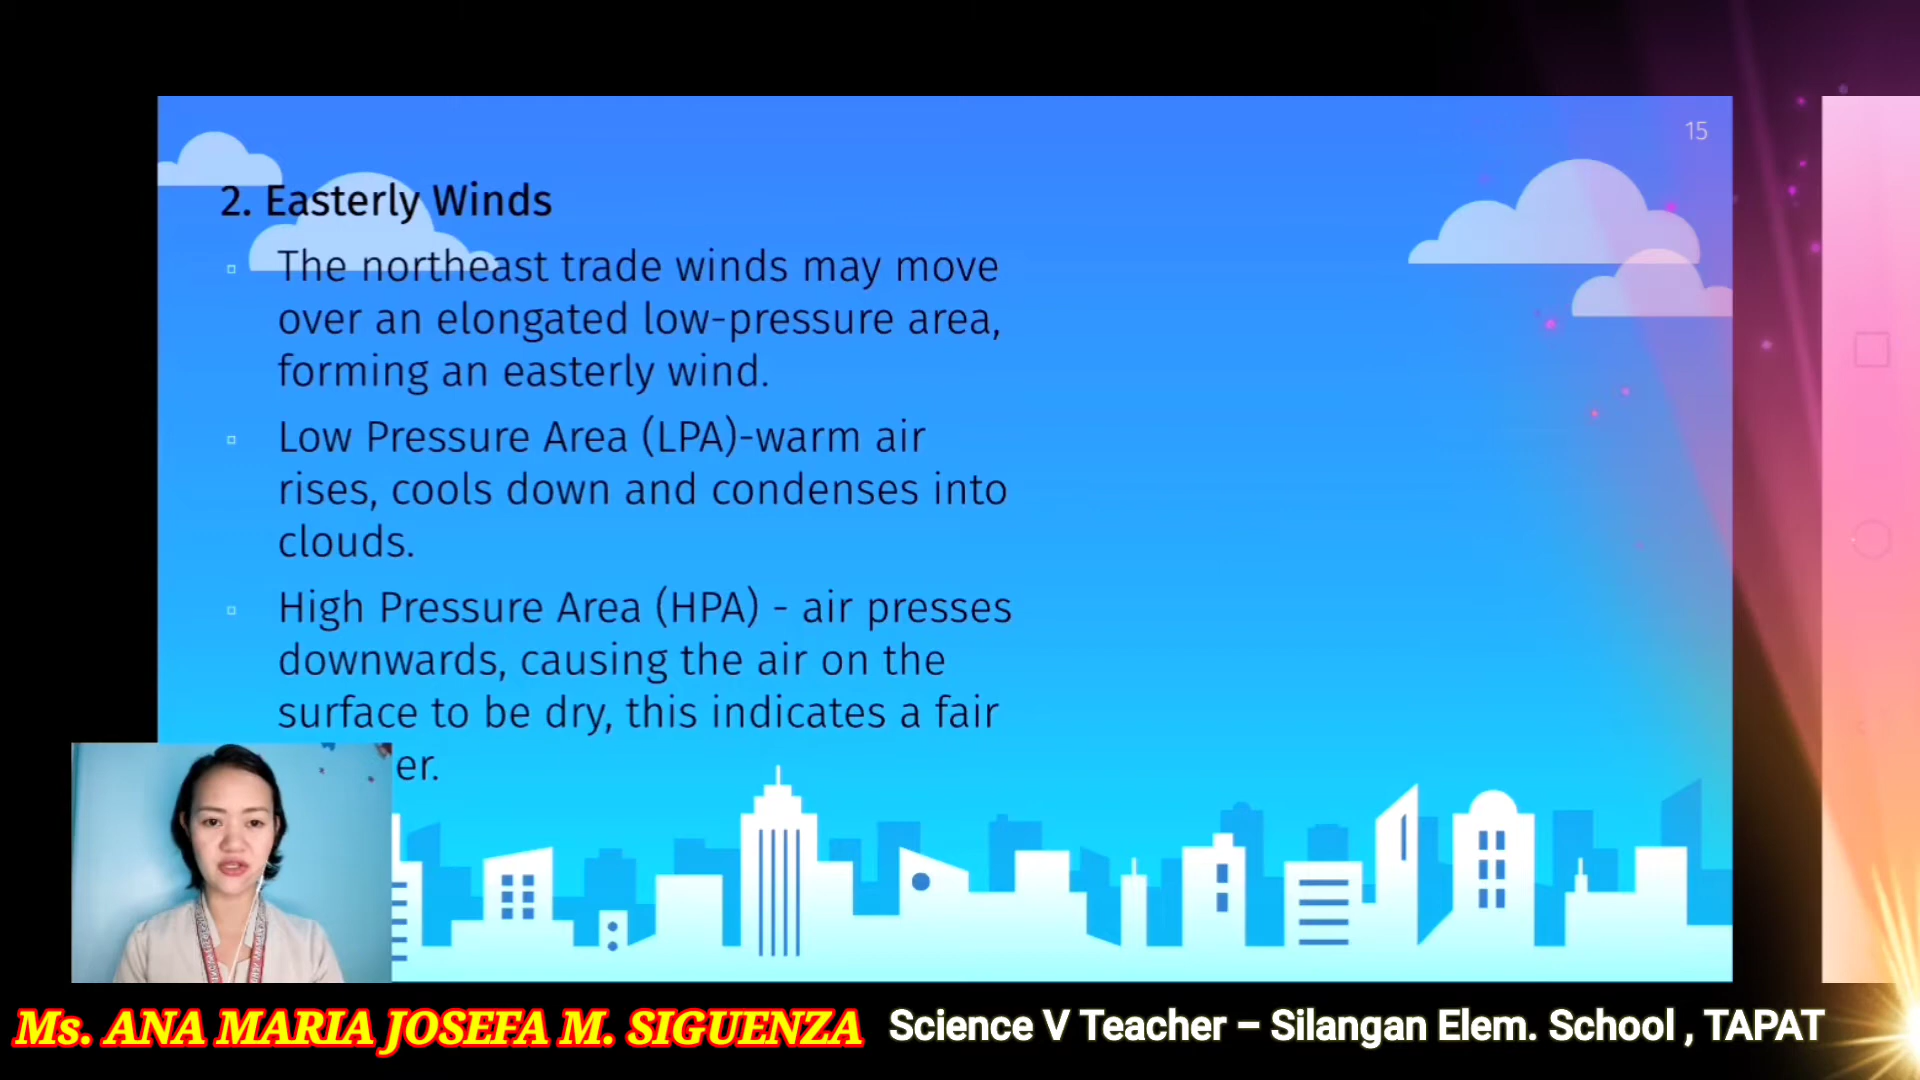 15
2. Easterly Winds
The northeast trade winds may move
over an elongated low-pressure area,
forming an easterly wind.
Low Pressure Area (LPA)-warm air
rises, cools down and condenses into
clouds.
High Pressure Area (HPA) - air presses
downwards, causing the air on the
surface to be dry, this indicates a fair
er.
Ms. ANA MARIA JOSEFA M. SIGUENZA Science V Teacher – Silangan Elem. School , TAPAT